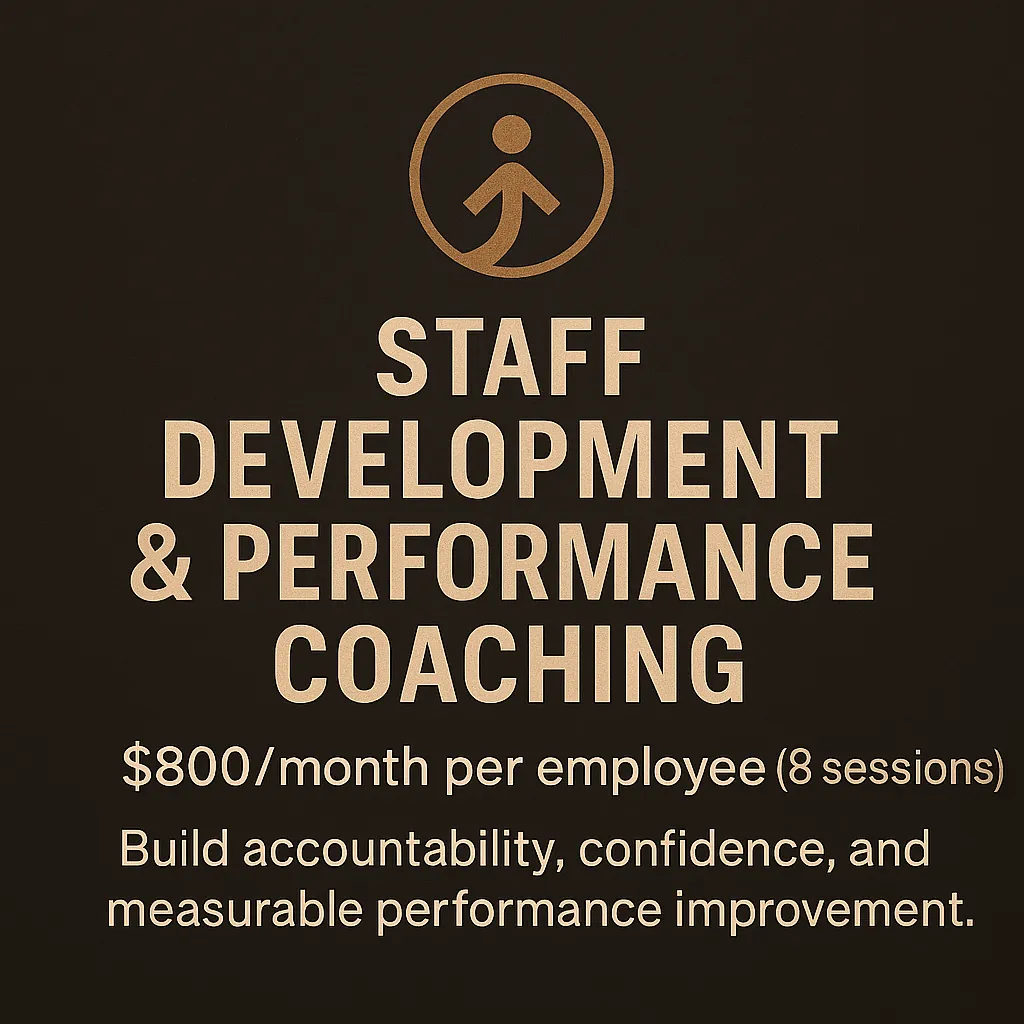 STAFF
DEVELOPMENT
& PERFORMANCE
COACHING
$800/month per employee (8 sessions)
Build accountability, confidence, and
measurable performance improvement.